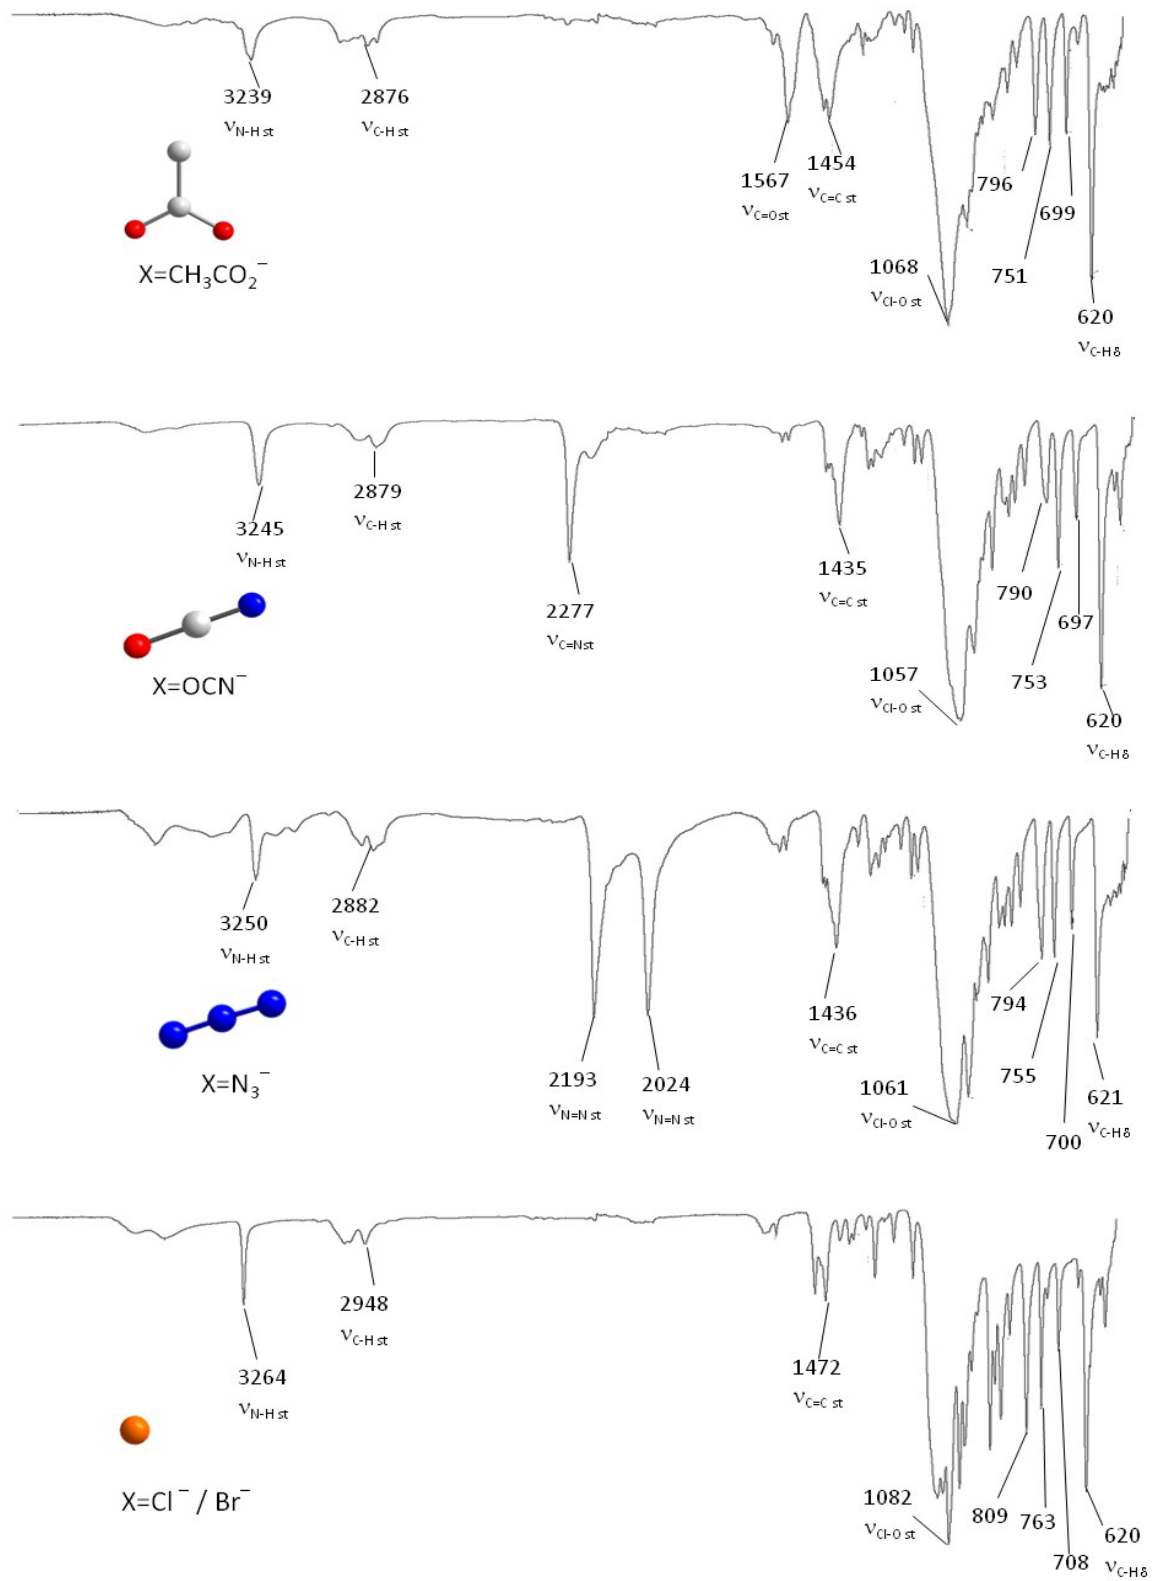 3239
νN-H st
2876
νC-H st
1567
νC=O st
1454
νC=C st
796
699
751
1068
νCl-O st
620
νC-H δ
X=CH₃CO₂⁻
3245
νN-H st
2879
νC-H st
2277
νC=N st
1435
νC=C st
790
697
753
1057
νCl-O st
620
νC-H δ
X=OCN⁻
3250
νN-H st
2882
νC-H st
2193
νN=N st
2024
νN=N st
1436
νC=C st
794
755
700
1061
νCl-O st
621
νC-H δ
X=N₃⁻
3264
νN-H st
2948
νC-H st
1472
νC=C st
1082
νCl-O st
809
763
708
620
νC-H δ
X=Cl⁻ / Br⁻